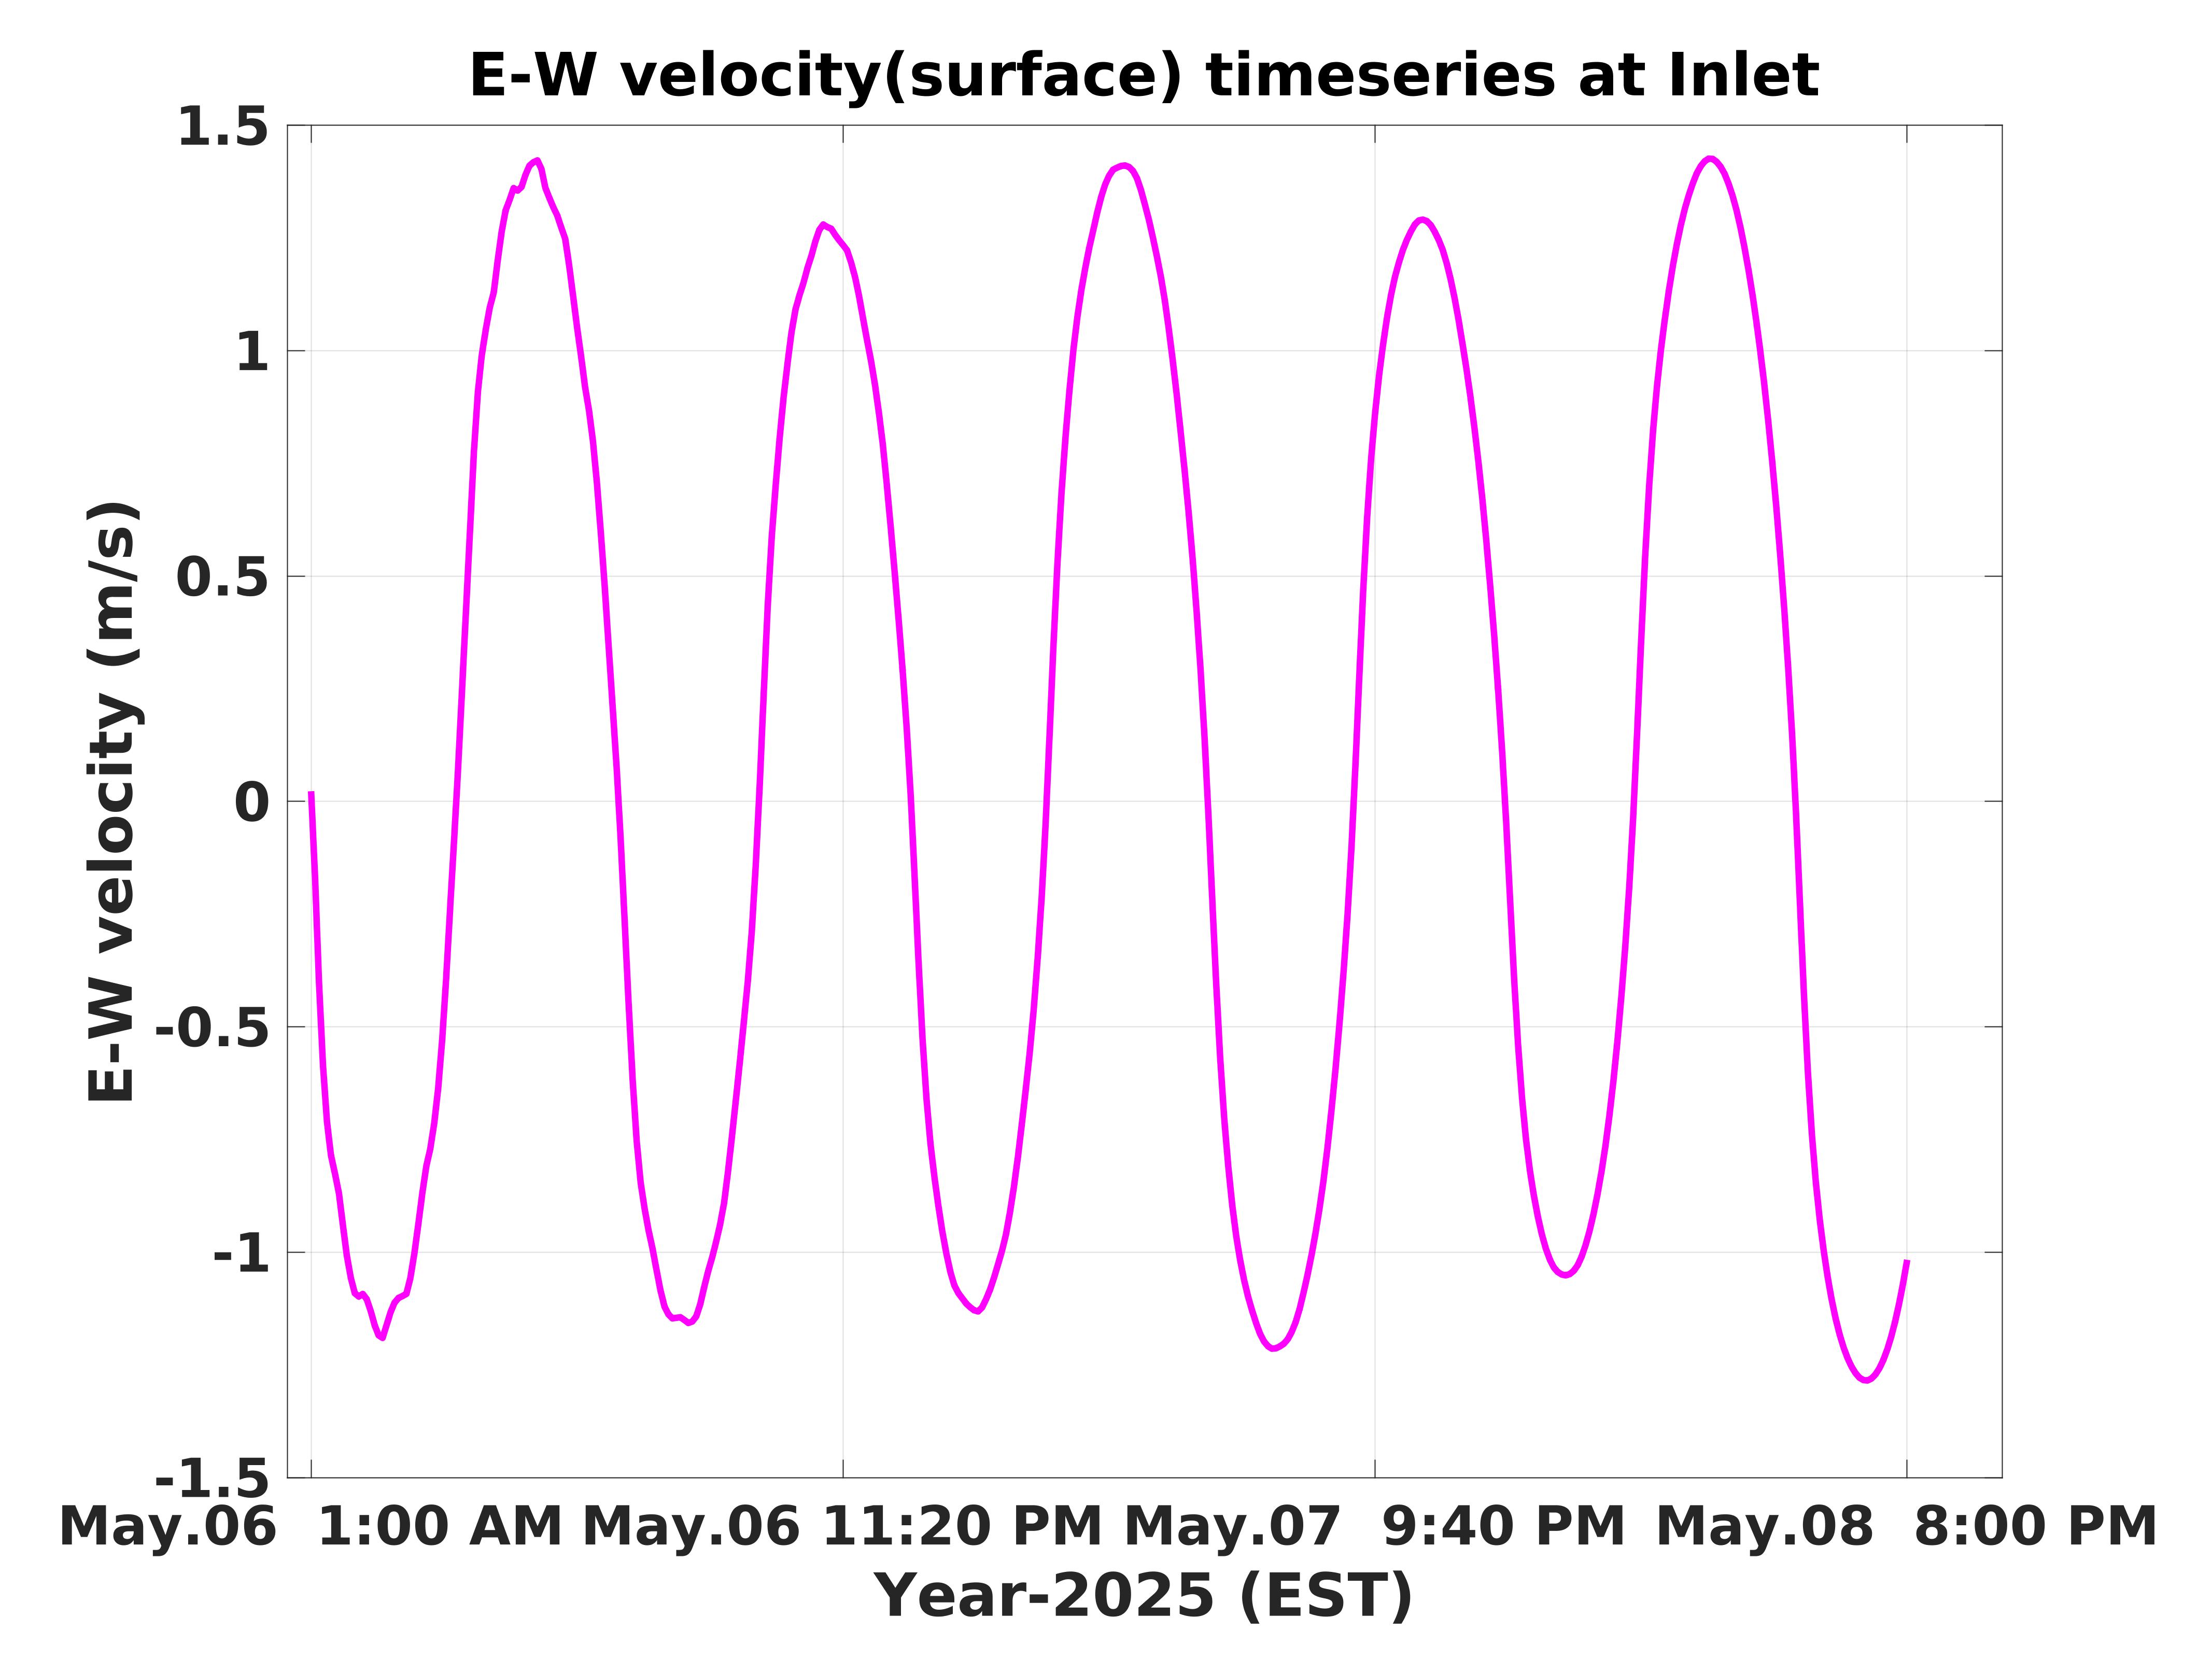 E-W velocity(surface) timeseries at Inlet
E-W velocity (m/s)
1.5
1
0.5
0
-0.5
-1
-1.5
May.06 1:00 AM May.06 11:20 PM May.07 9:40 PM May.08 8:00 PM
Year-2025 (EST)